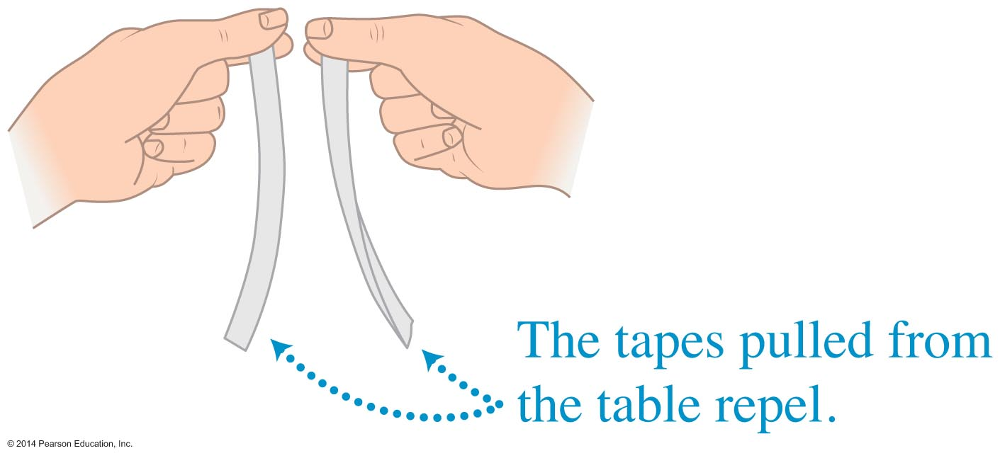 The tapes pulled from
the table repel.
© 2014 Pearson Education, Inc.